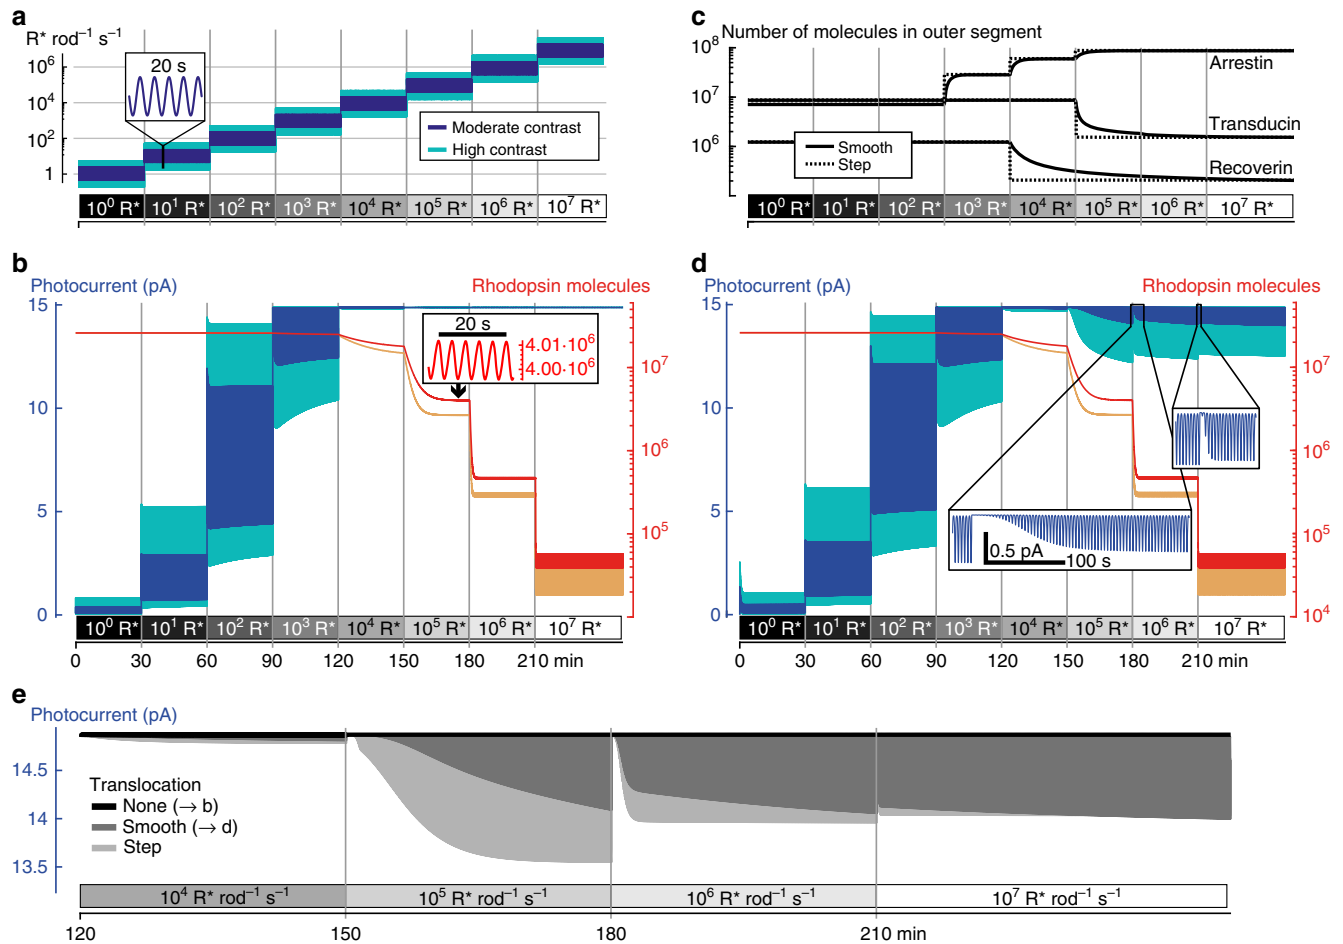 a
R* rod⁻¹ s⁻¹
10⁶
10⁴
10²
1
20 s
Moderate contrast
High contrast
10⁰ R* 10¹ R* 10² R* 10³ R* 10⁴ R* 10⁵ R* 10⁶ R* 10⁷ R*
c
Number of molecules in outer segment
10⁸
10⁷
10⁶
Arrestin
Transducin
Recoverin
Smooth
Step
10⁰ R* 10¹ R* 10² R* 10³ R* 10⁴ R* 10⁵ R* 10⁶ R* 10⁷ R*
b
Photocurrent (pA)
Rhodopsin molecules
15
10
5
0
20 s
4.01·10⁶
4.00·10⁶
10⁷
10⁶
10⁵
10⁴
10⁰ R* 10¹ R* 10² R* 10³ R* 10⁴ R* 10⁵ R* 10⁶ R* 10⁷ R*
0 30 60 90 120 150 180 210 min
d
Photocurrent (pA)
Rhodopsin molecules
15
10
5
0
0.5 pA
100 s
10⁷
10⁶
10⁵
10⁴
10⁰ R* 10¹ R* 10² R* 10³ R* 10⁴ R* 10⁵ R* 10⁶ R* 10⁷ R*
0 30 60 90 120 150 180 210 min
e
Photocurrent (pA)
14.5
14
13.5
Translocation
None (→ b)
Smooth (→ d)
Step
10⁴ R* rod⁻¹ s⁻¹ 10⁵ R* rod⁻¹ s⁻¹ 10⁶ R* rod⁻¹ s⁻¹ 10⁷ R* rod⁻¹ s⁻¹
120 150 180 210 min